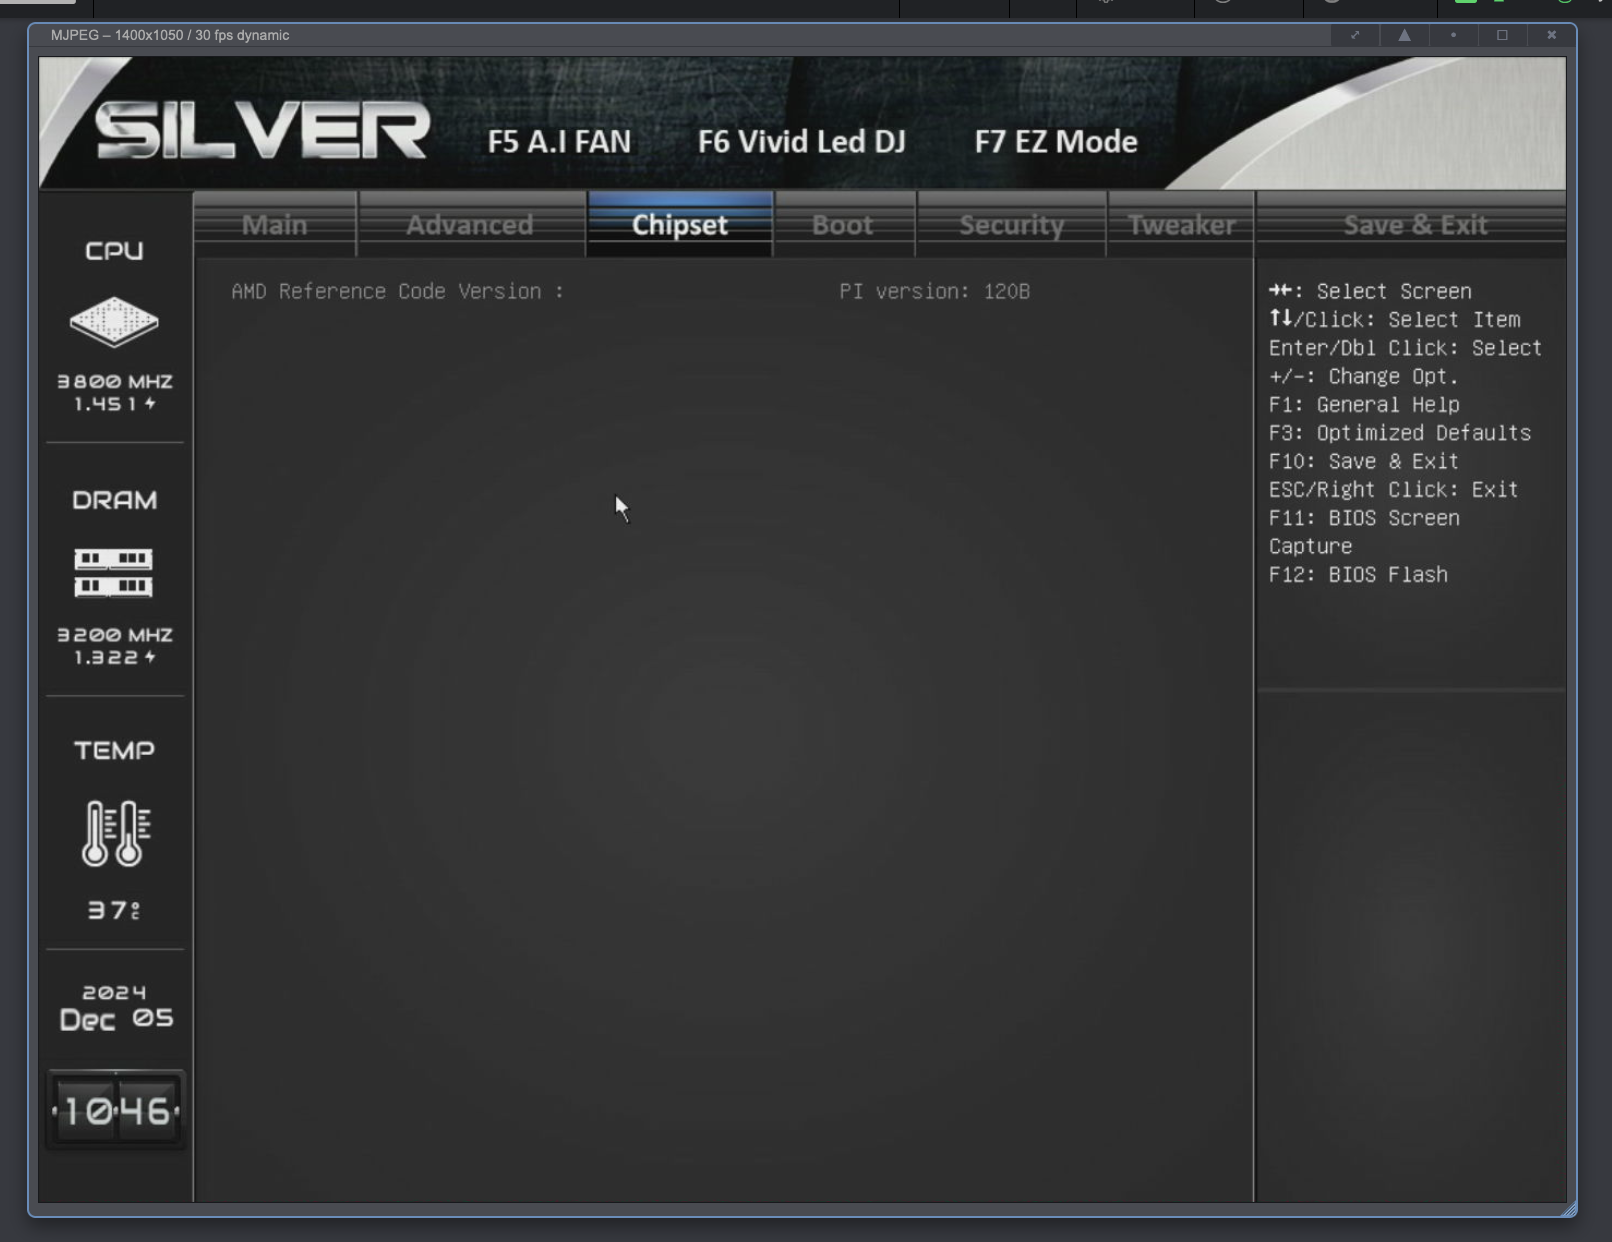 MJPEG – 1400x1050 / 30 fps dynamic
SILVER
F5 A.I FAN
F6 Vivid Led DJ
F7 EZ Mode
Main
Advanced
Chipset
Boot
Security
Tweaker
Save & Exit
CPU
3800 MHZ
1.451
DRAM
3200 MHZ
1.322
TEMP
37°C
2024
Dec 05
10:46
AMD Reference Code Version :
PI version: 120B
→←: Select Screen
↑↓/Click: Select Item
Enter/Dbl Click: Select
+/-: Change Opt.
F1: General Help
F3: Optimized Defaults
F10: Save & Exit
ESC/Right Click: Exit
F11: BIOS Screen
Capture
F12: BIOS Flash